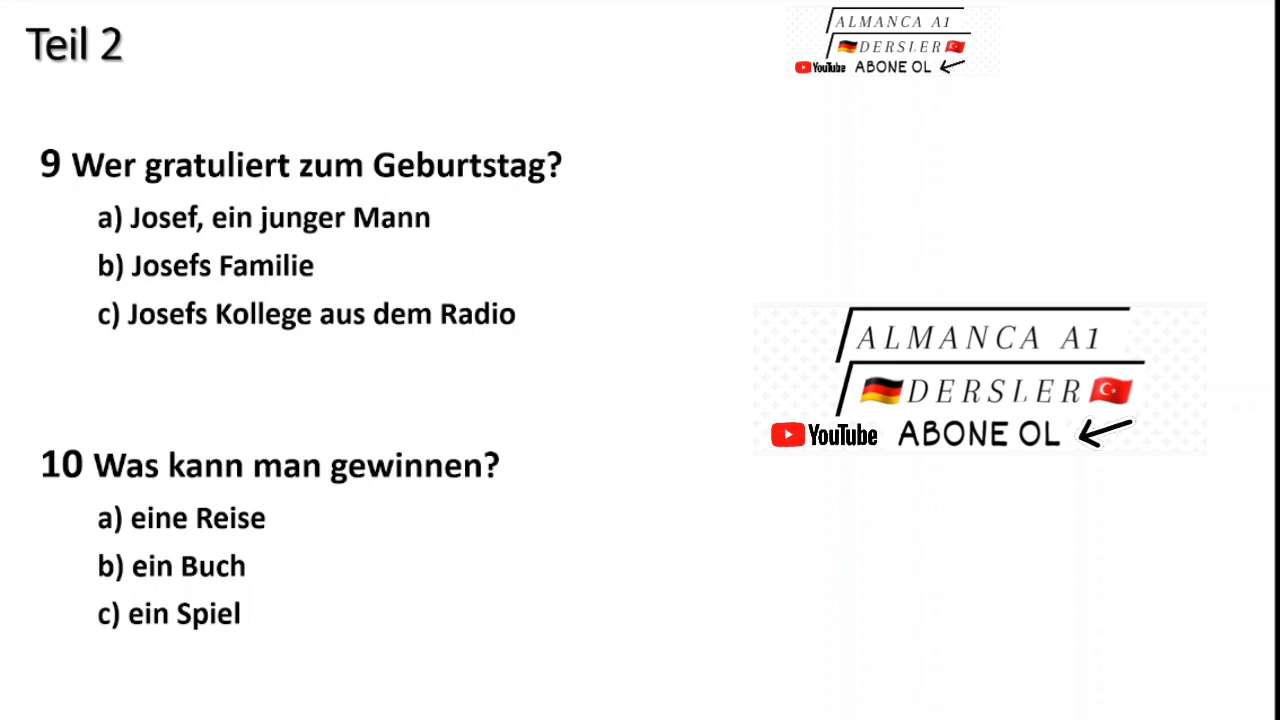 Teil 2
ALMANCA A1
DERSLER
YouTube ABONE OL
9 Wer gratuliert zum Geburtstag?
a) Josef, ein junger Mann
b) Josefs Familie
c) Josefs Kollege aus dem Radio
ALMANCA A1
DERSLER
YouTube ABONE OL
10 Was kann man gewinnen?
a) eine Reise
b) ein Buch
c) ein Spiel